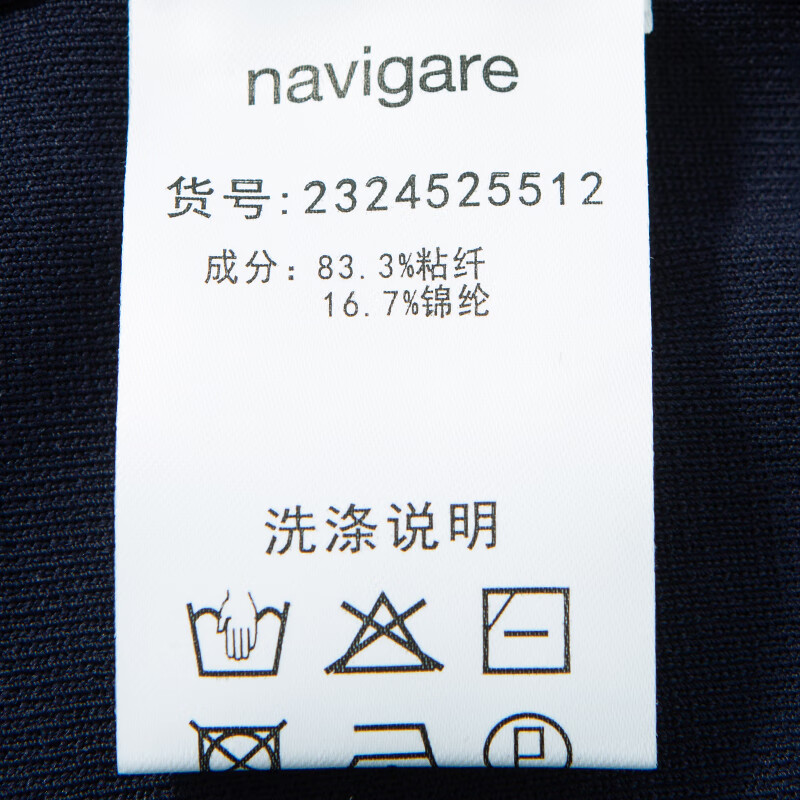 navigare
货号:2324525512
成分: 83.3%粘纤
16.7%锦纶
洗涤说明